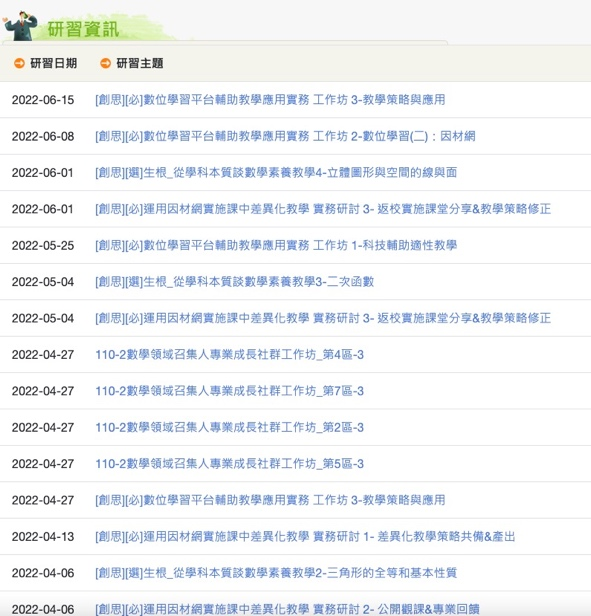 研習資訊
研習日期 研習主題
2022-06-15 [創思][必]數位學習平台輔助教學應用實務 工作坊 3-教學策略與應用
2022-06-08 [創思][必]數位學習平台輔助教學應用實務 工作坊 2-數位學習(二)：因材網
2022-06-01 [創思][選]生根_從學科本質談數學素養教學4-立體圖形與空間的線與面
2022-06-01 [創思][必]運用因材網實施課中差異化教學 實務研討 3- 返校實施課堂分享&教學策略修正
2022-05-25 [創思][必]數位學習平台輔助教學應用實務 工作坊 1-科技輔助適性教學
2022-05-04 [創思][選]生根_從學科本質談數學素養教學3-二次函數
2022-05-04 [創思][必]運用因材網實施課中差異化教學 實務研討 3- 返校實施課堂分享&教學策略修正
2022-04-27 110-2數學領域召集人專業成長社群工作坊_第4區-3
2022-04-27 110-2數學領域召集人專業成長社群工作坊_第7區-3
2022-04-27 110-2數學領域召集人專業成長社群工作坊_第2區-3
2022-04-27 110-2數學領域召集人專業成長社群工作坊_第5區-3
2022-04-27 [創思][必]數位學習平台輔助教學應用實務 工作坊 3-教學策略與應用
2022-04-13 [創思][必]運用因材網實施課中差異化教學 實務研討 1- 差異化教學策略共備&產出
2022-04-06 [創思][選]生根_從學科本質談數學素養教學2-三角形的全等和基本性質
2022-04-06 [創思][必]運用因材網實施課中差異化教學 實務研討 2- 公開觀課&專業回饋